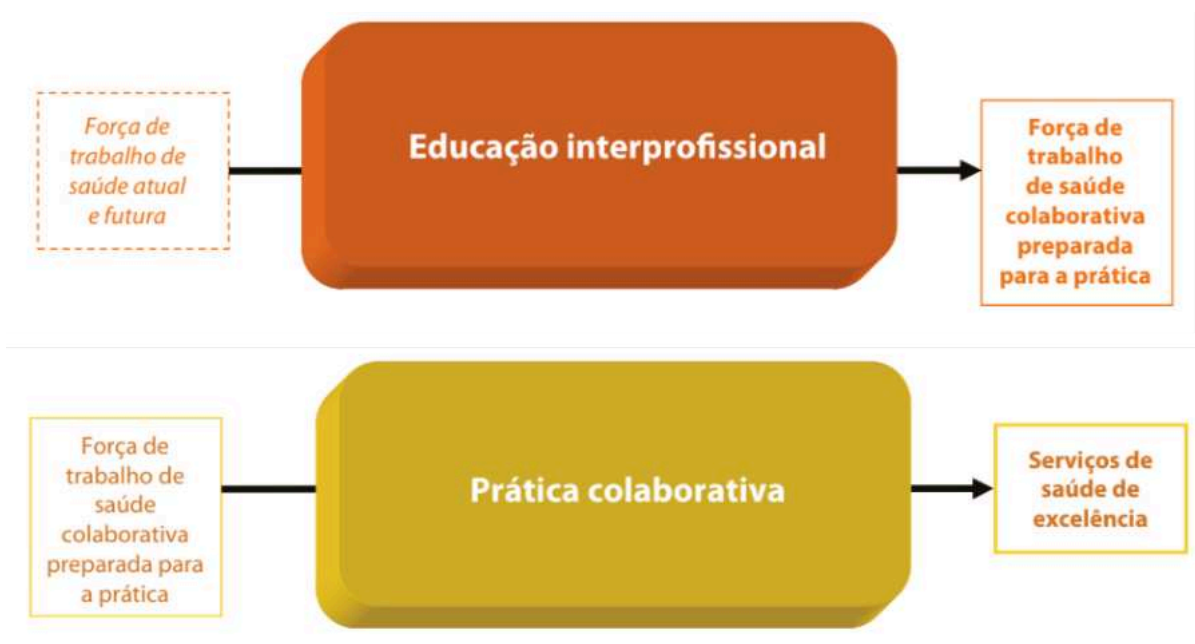 Força de
trabalho de
saúde atual
e futura
Educação interprofissional
Força de
trabalho
de saúde
colaborativa
preparada
para a prática
Força de
trabalho de
saúde
colaborativa
preparada para
a prática
Prática colaborativa
Serviços de
saúde de
excelência